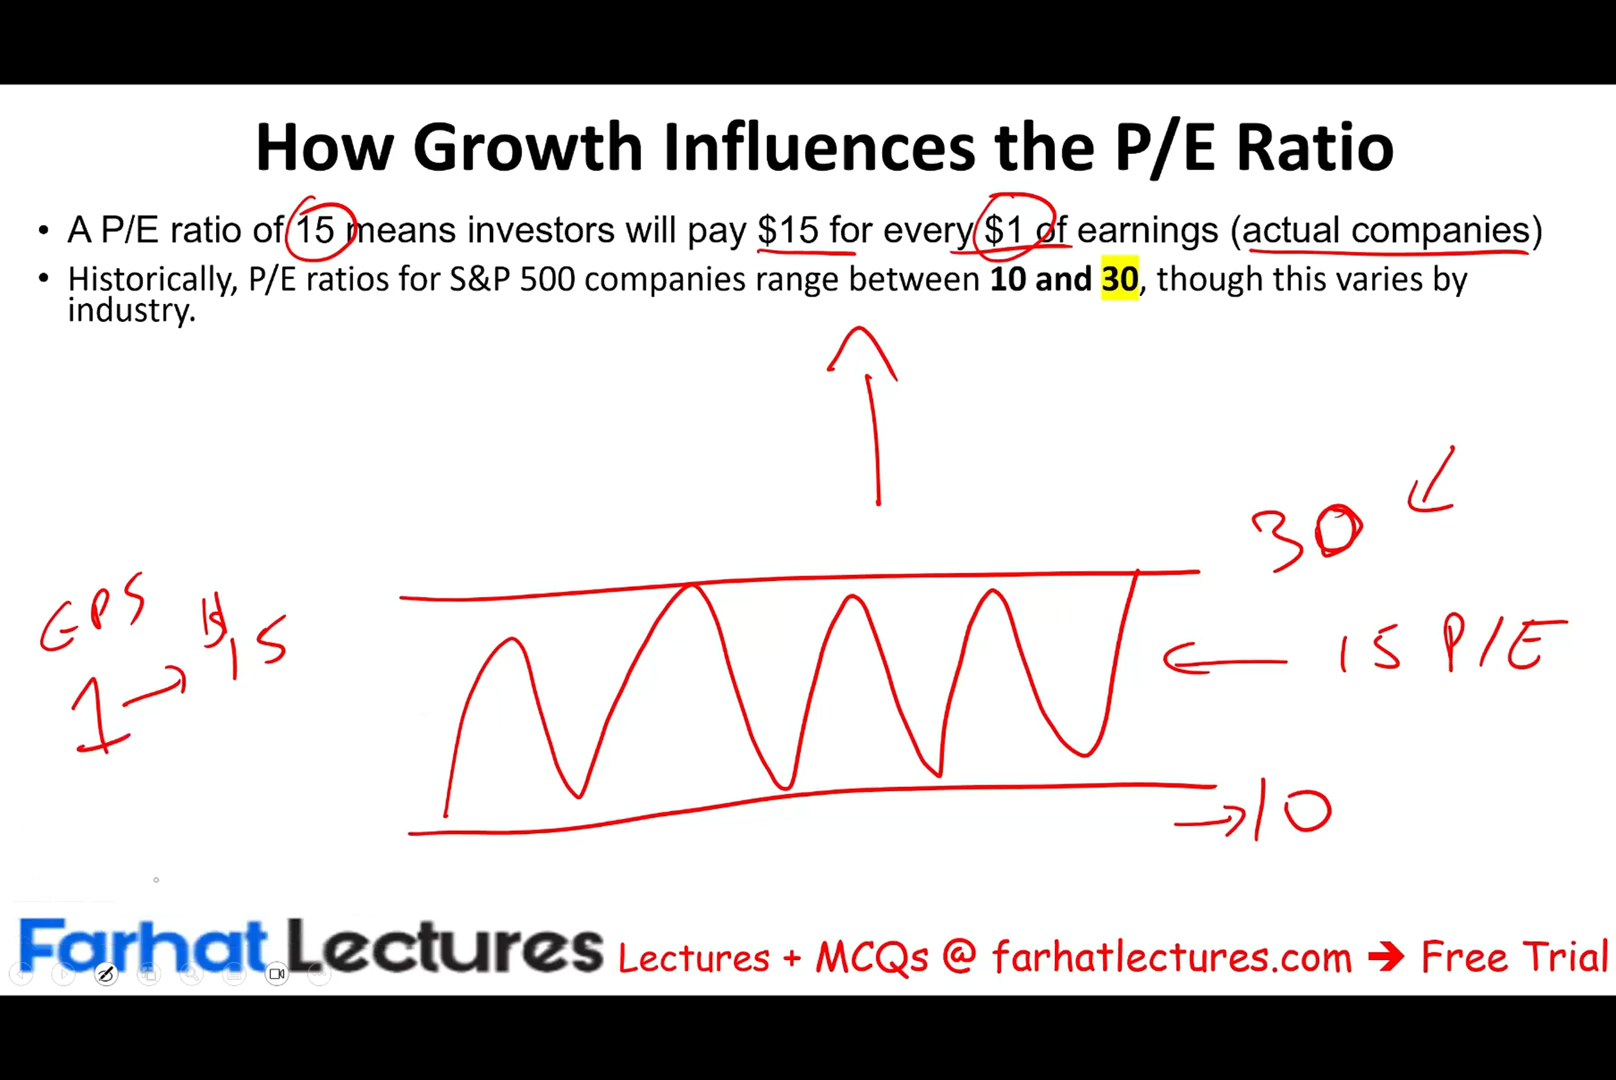 How Growth Influences the P/E Ratio
• A P/E ratio of 15 means investors will pay $15 for every $1 of earnings (actual companies)
• Historically, P/E ratios for S&P 500 companies range between 10 and 30, though this varies by
industry.
30
EPS
$15
1
15 P/E
10
Farhat Lectures
Lectures + MCQs @ farhatlectures.com → Free Trial